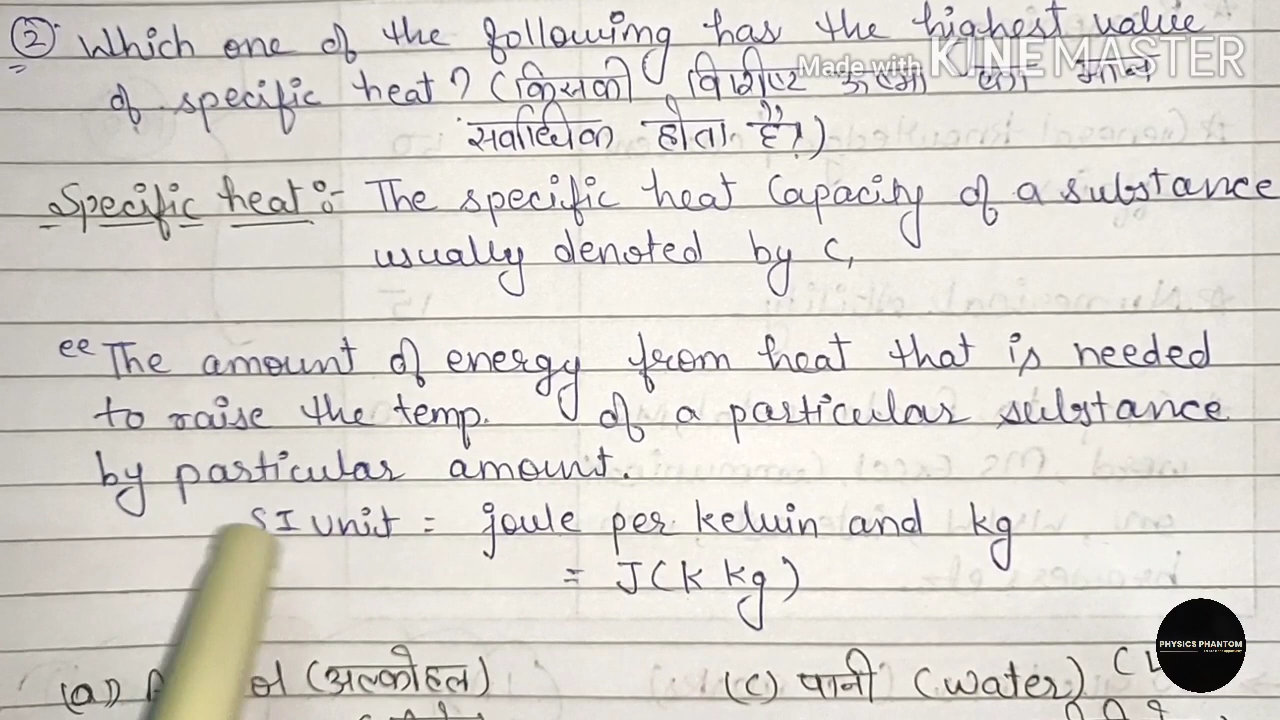 ② Which one of the following has the highest value
Made with KINEMASTER
of specific heat? (किसकी विशिष्ट ऊष्मा का मान
सर्वाधिक होता है?)
Specific heat :- The specific heat Capacity of a substance
usually denoted by C,
"The amount of energy from heat that is needed
to raise the temp. of a particular substance
by particular amount.
SI unit = joule per kelvin and kg
= J(K kg)
(a) ol (अल्कोहल) (C) पानी (water) (
PHYSICS PHANTOM